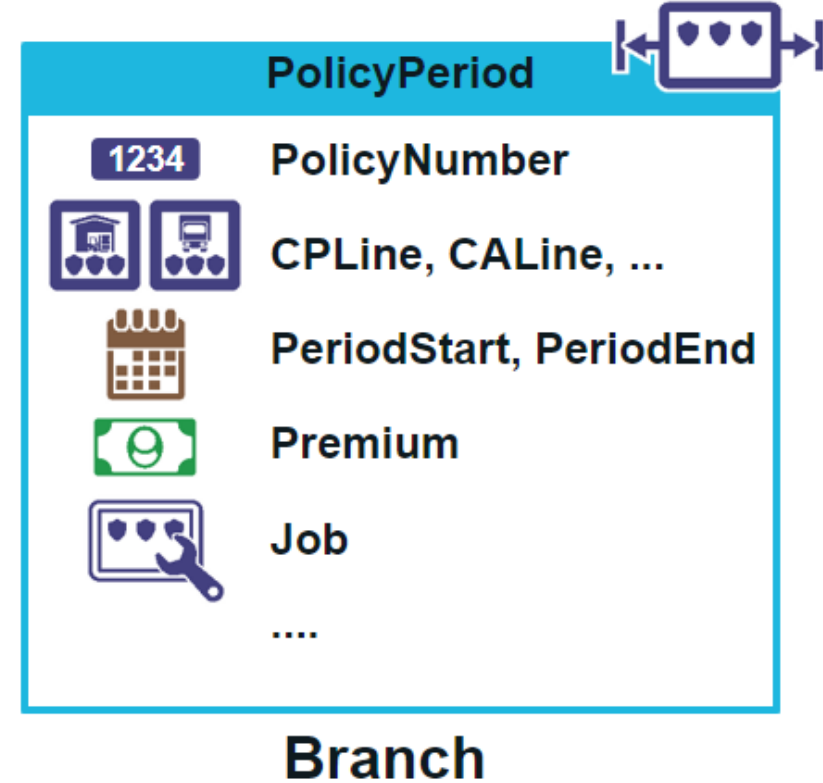 PolicyPeriod
1234 PolicyNumber
CPLine, CALine, ...
PeriodStart, PeriodEnd
Premium
Job
....
Branch